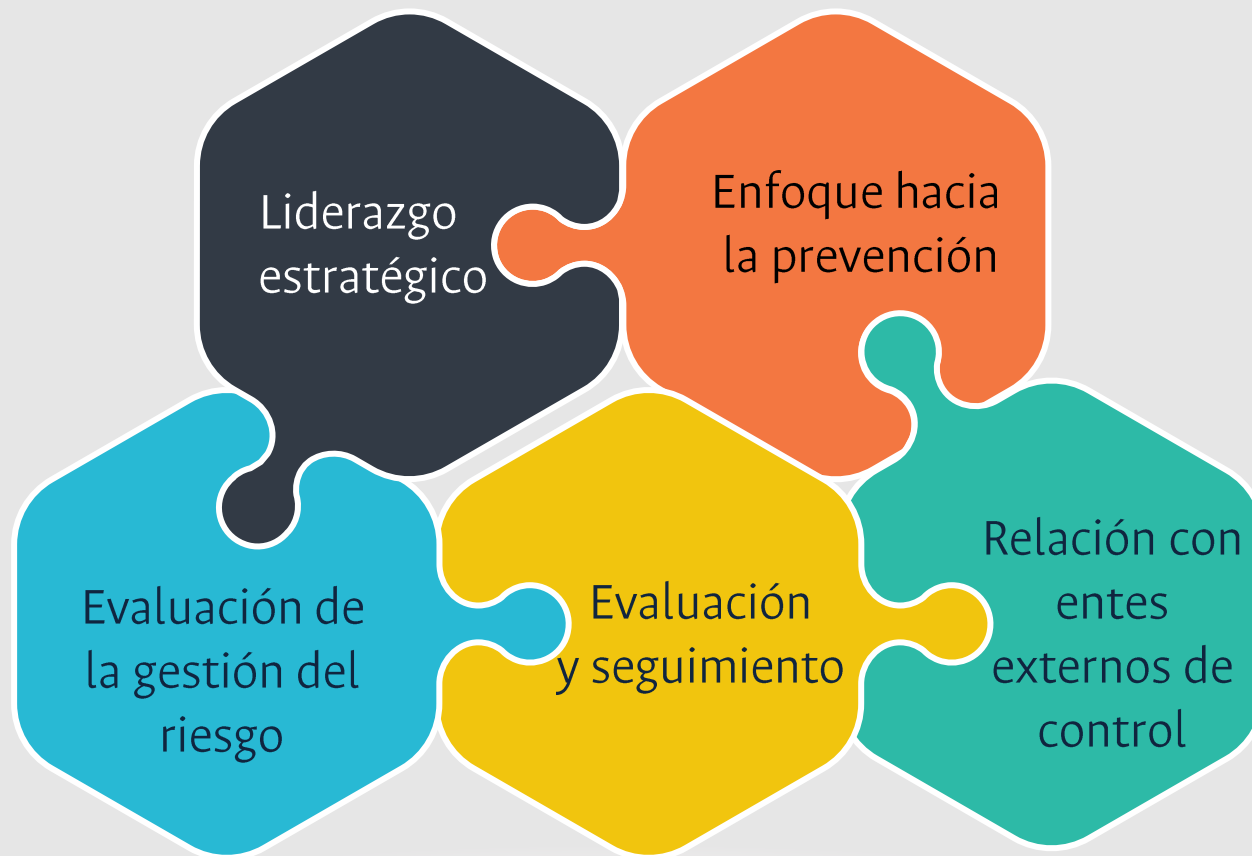 Liderazgo
estratégico
Enfoque hacia
la prevención
Evaluación de
la gestión del
riesgo
Evaluación
y seguimiento
Relación con
entes
externos de
control